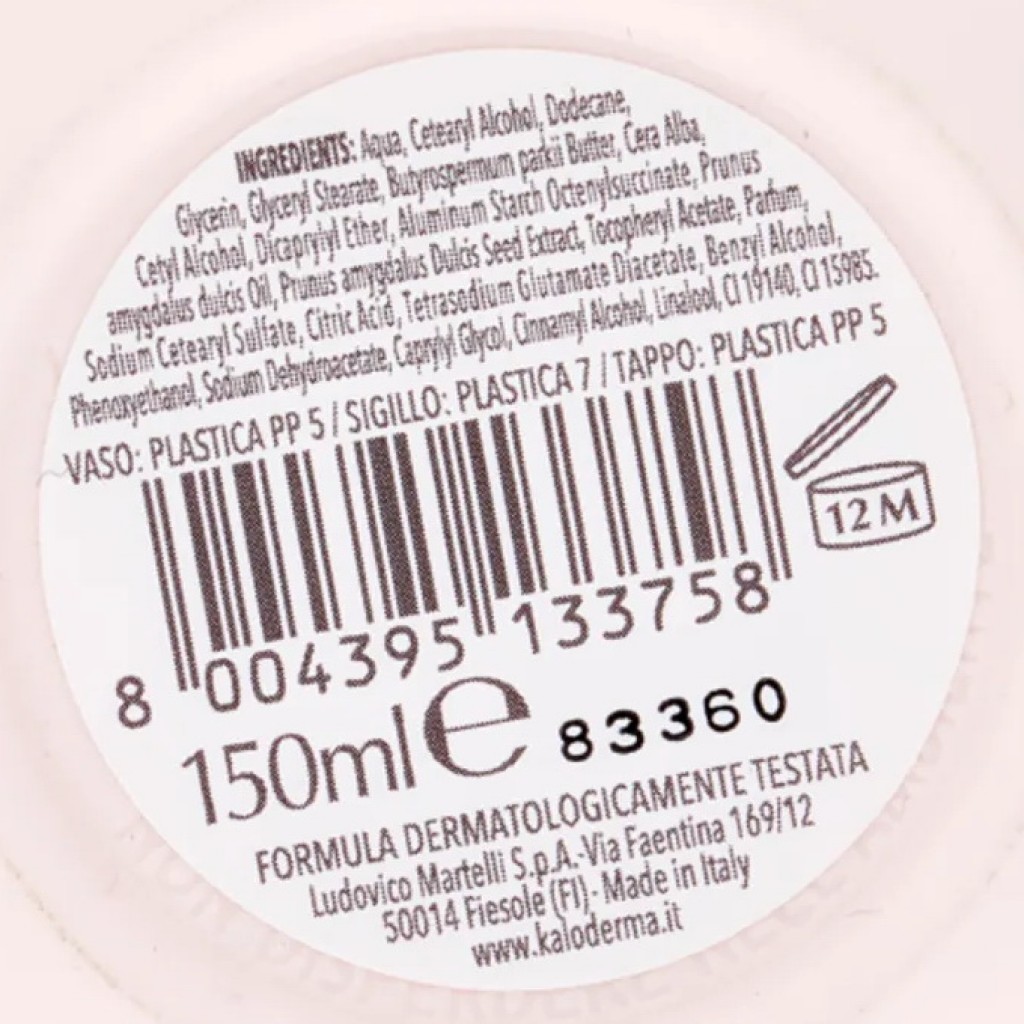 INGREDIENTS: Aqua, Cetearyl Alcohol, Dodecane,
Glycerin, Glyceryl Stearate, Butyrospermum parkii Butter, Cera Alba,
Cetyl Alcohol, Dicaprylyl Ether, Aluminum Starch Octenylsuccinate, Prunus
amygdalus dulcis Oil, Prunus amygdalus Dulcis Seed Extract, Tocopheryl Acetate, Parfum,
Sodium Cetearyl Sulfate, Citric Acid, Tetrasodium Glutamate Diacetate, Benzyl Alcohol,
Phenoxyethanol, Sodium Dehydroacetate, Caprylyl Glycol, Cinnamyl Alcohol, Linalool, CI 19140, CI 15985.
VASO: PLASTICA PP 5 / SIGILLO: PLASTICA 7 / TAPPO: PLASTICA PP 5
12 M
8 004395 133758
150ml e 83360
FORMULA DERMATOLOGICAMENTE TESTATA
Ludovico Martelli S.p.A.-Via Faentina 169/12
50014 Fiesole (FI)- Made in Italy
www.kaloderma.it